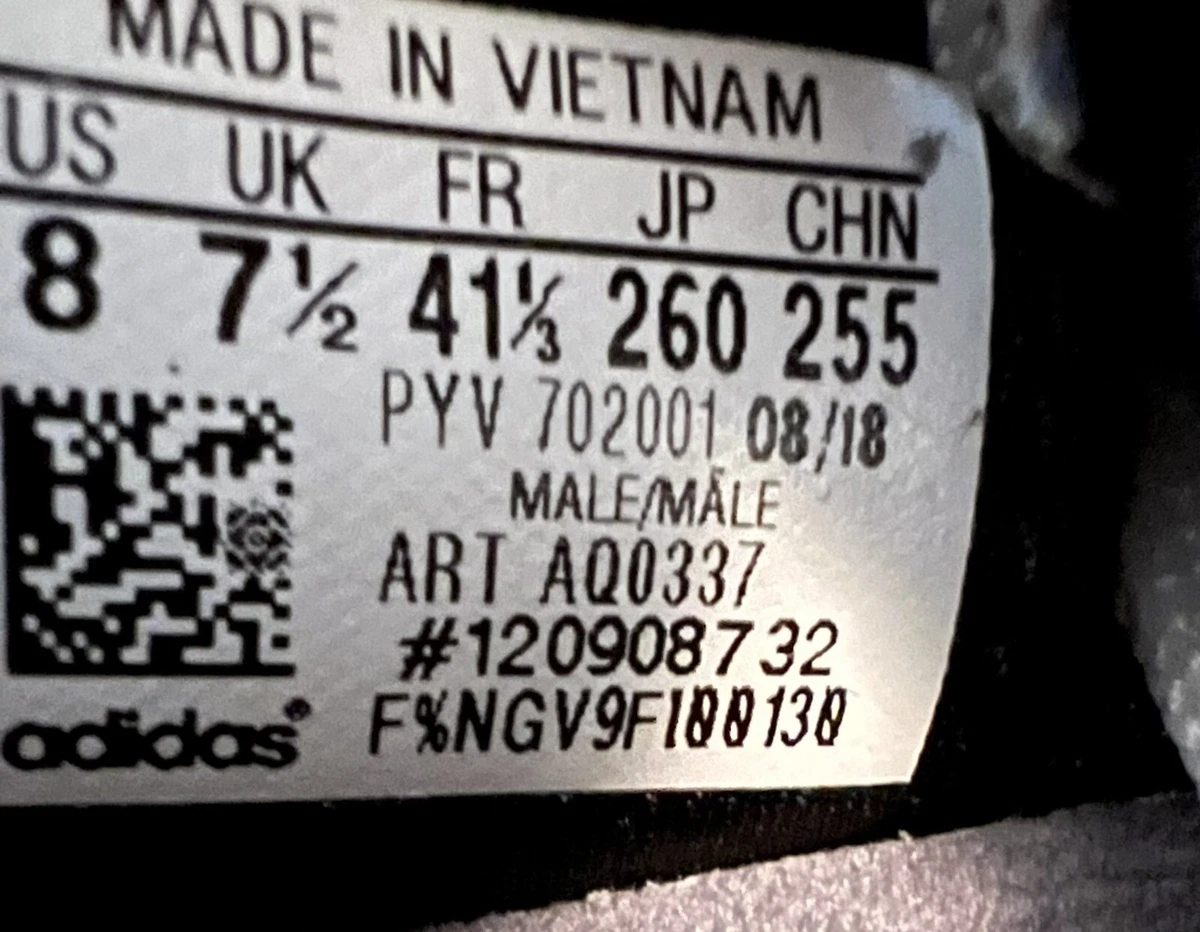 MADE IN VIETNAM
US UK FR JP CHN
8 7½ 41⅓ 260 255
PYV 702001 08/18
MALE/MÂLE
ART AQ0337
#120908732
F%NGV9FI00130
adidas®